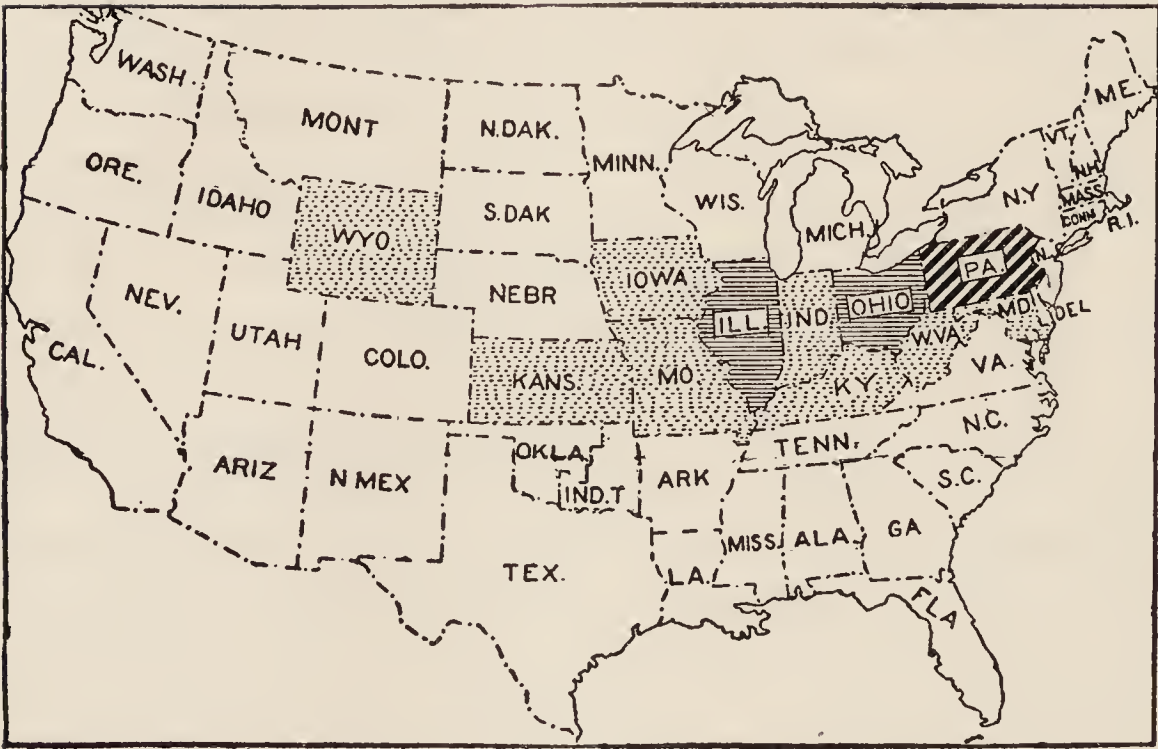 WASH.
MONT
N.DAK.
MINN.
ME.
VT.
N.H.
ORE.
IDAHO
WYO.
S.DAK
WIS.
MICH.
N.Y
MASS
CONN
R.I.
NEV.
UTAH
COLO.
NEBR
IOWA
ILL.
IND.
OHIO
PA.
N.J.
MD.
DEL
CAL.
KANS.
MO.
KY
W.VA
VA.
ARIZ
N MEX
OKLA.
IND.T
ARK
TENN.
N.C.
S.C.
TEX.
LA.
MISS.
ALA.
GA
FLA